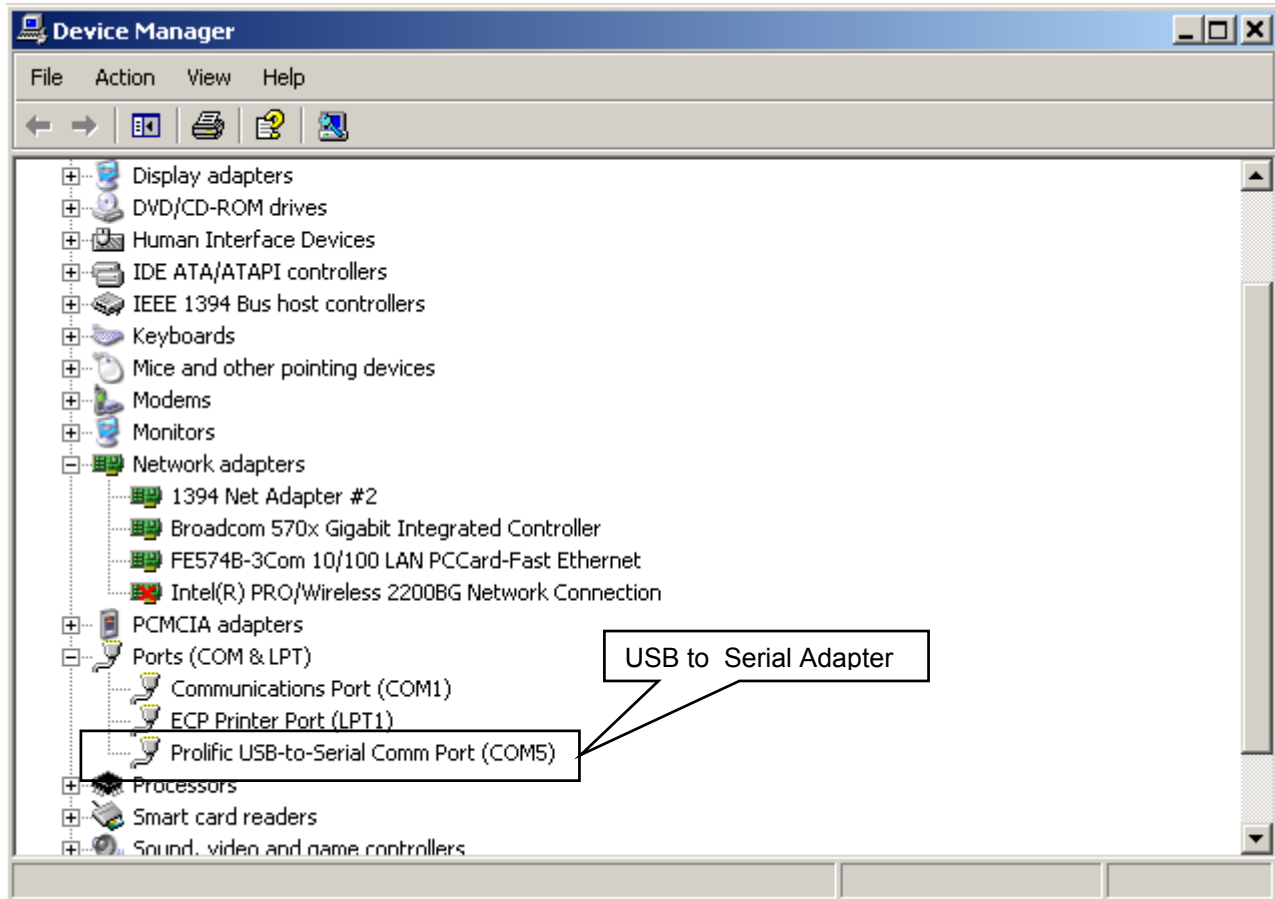 Device Manager
File Action View Help
Display adapters
DVD/CD-ROM drives
Human Interface Devices
IDE ATA/ATAPI controllers
IEEE 1394 Bus host controllers
Keyboards
Mice and other pointing devices
Modems
Monitors
Network adapters
1394 Net Adapter #2
Broadcom 570x Gigabit Integrated Controller
FE574B-3Com 10/100 LAN PCCard-Fast Ethernet
Intel(R) PRO/Wireless 2200BG Network Connection
PCMCIA adapters
Ports (COM & LPT)
USB to Serial Adapter
Communications Port (COM1)
ECP Printer Port (LPT1)
Prolific USB-to-Serial Comm Port (COM5)
Processors
Smart card readers
Sound, video and game controllers